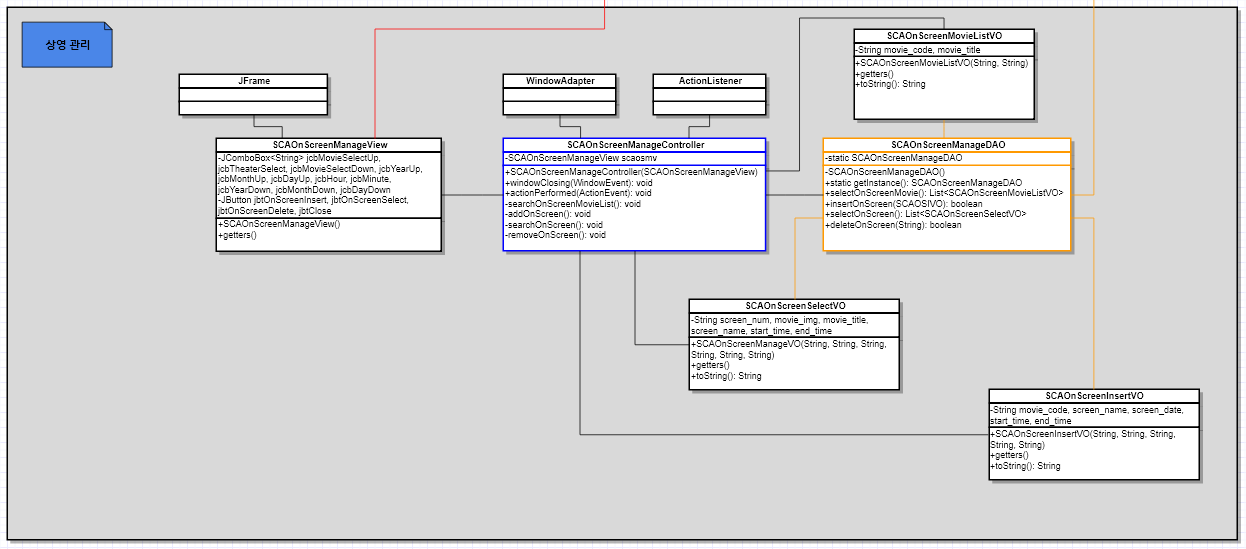 상영 관리
JFrame
WindowAdapter
ActionListener
SCAOnScreenMovieListVO
-String movie_code, movie_title
+SCAOnScreenMovieListVO(String, String)
+getters()
+toString(): String
SCAOnScreenManageView
-JComboBox<String> jcbMovieSelectUp,
jcbTheaterSelect, jcbMovieSelectDown, jcbYearUp,
jcbMonthUp, jcbDayUp, jcbHour, jcbMinute,
jcbYearDown, jcbMonthDown, jcbDayDown
-JButton jbtOnScreenInsert, jbtOnScreenSelect,
jbtOnScreenDelete, jbtClose
+SCAOnScreenManageView()
+getters()
SCAOnScreenManageController
-SCAOnScreenManageView scaosmv
+SCAOnScreenManageController(SCAOnScreenManageView)
+windowClosing(WindowEvent): void
+actionPerformed(ActionEvent): void
-searchOnScreenMovieList(): void
-addOnScreen(): void
-searchOnScreen(): void
-removeOnScreen(): void
SCAOnScreenManageDAO
-static SCAOnScreenManageDAO
-SCAOnScreenManageDAO()
+static getInstance(): SCAOnScreenManageDAO
+selectOnScreenMovie(): List<SCAOnScreenMovieListVO>
+insertOnScreen(SCAOSIVO): boolean
+selectOnScreen(): List<SCAOnScreenSelectVO>
+deleteOnScreen(String): boolean
SCAOnScreenSelectVO
-String screen_num, movie_img, movie_title,
screen_name, start_time, end_time
+SCAOnScreenManageVO(String, String, String,
String, String, String)
+getters()
+toString(): String
SCAOnScreenInsertVO
-String movie_code, screen_name, screen_date,
start_time, end_time
+SCAOnScreenInsertVO(String, String, String,
String, String)
+getters()
+toString(): String